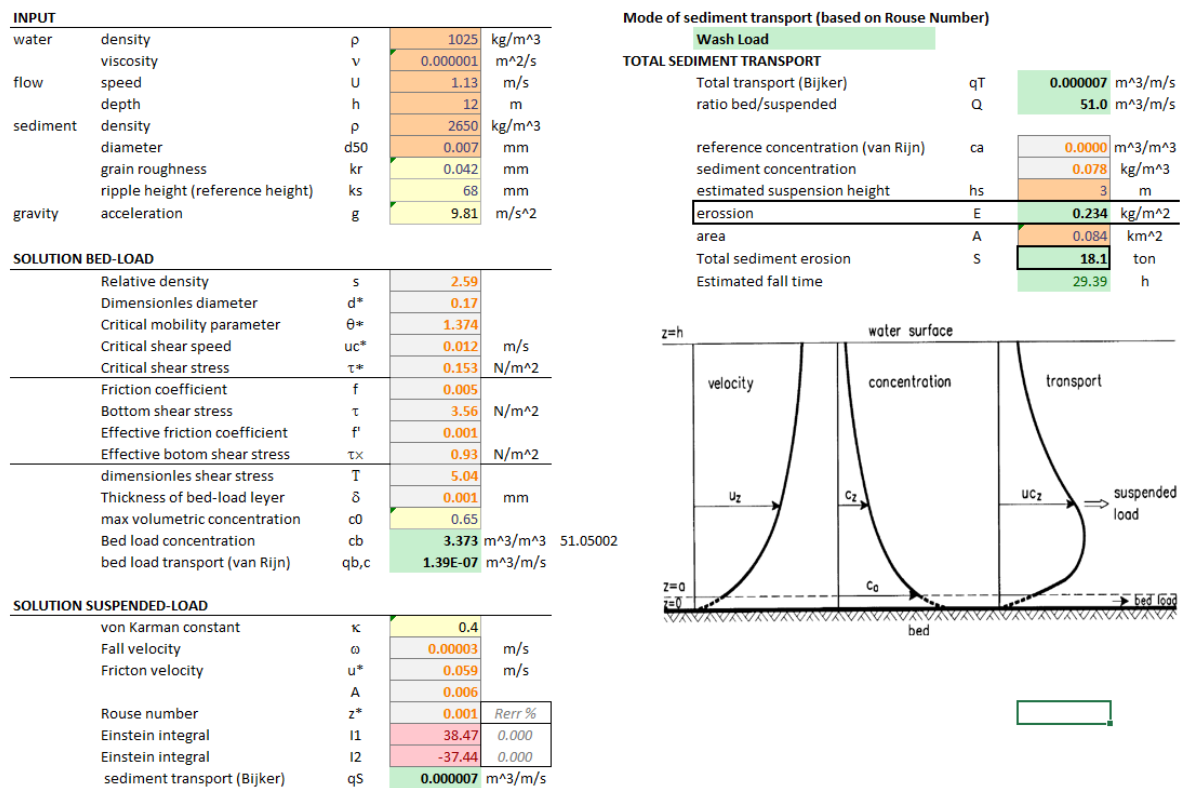 INPUT
water density ρ 1025 kg/m^3
viscosity ν 0.000001 m^2/s
flow speed U 1.13 m/s
depth h 12 m
sediment density ρ 2650 kg/m^3
diameter d50 0.007 mm
grain roughness kr 0.042 mm
ripple height (reference height) ks 68 mm
gravity acceleration g 9.81 m/s^2
SOLUTION BED-LOAD
Relative density s 2.59
Dimensionles diameter d* 0.17
Critical mobility parameter θ* 1.374
Critical shear speed uc* 0.012 m/s
Critical shear stress τ* 0.153 N/m^2
Friction coefficient f 0.005
Bottom shear stress τ 3.56 N/m^2
Effective friction coefficient f' 0.001
Effective botom shear stress τ× 0.93 N/m^2
dimensionles shear stress T 5.04
Thickness of bed-load leyer δ 0.001 mm
max volumetric concentration c0 0.65
Bed load concentration cb 3.373 m^3/m^3 51.05002
bed load transport (van Rijn) qb,c 1.39E-07 m^3/m/s
SOLUTION SUSPENDED-LOAD
von Karman constant κ 0.4
Fall velocity ω 0.00003 m/s
Fricton velocity u* 0.059 m/s
A 0.006
Rouse number z* 0.001 Rerr %
Einstein integral I1 38.47 0.000
Einstein integral I2 -37.44 0.000
sediment transport (Bijker) qS 0.000007 m^3/m/s
Mode of sediment transport (based on Rouse Number)
Wash Load
TOTAL SEDIMENT TRANSPORT
Total transport (Bijker) qT 0.000007 m^3/m/s
ratio bed/suspended Q 51.0 m^3/m/s
reference concentration (van Rijn) ca 0.0000 m^3/m^3
sediment concentration 0.078 kg/m^3
estimated suspension height hs 3 m
erossion E 0.234 kg/m^2
area A 0.084 km^2
Total sediment erosion S 18.1 ton
Estimated fall time 29.39 h
z=h water surface
velocity concentration transport
uz cz ucz suspended
load
z=a ca
z=0 bed load
bed